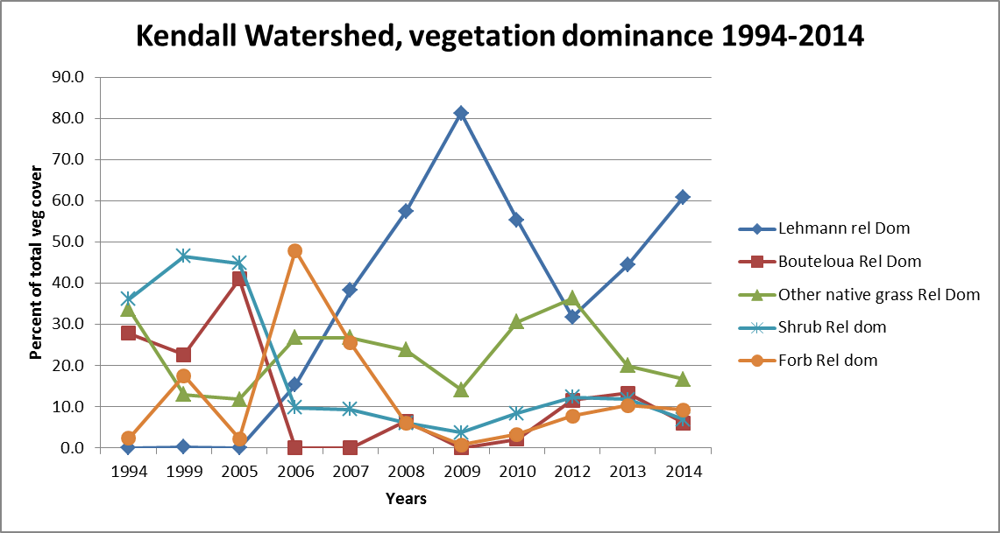 Kendall Watershed, vegetation dominance 1994-2014
90.0
80.0
70.0
60.0
50.0
40.0
30.0
20.0
10.0
0.0
Percent of total veg cover
1994 1999 2005 2006 2007 2008 2009 2010 2012 2013 2014
Years
Lehmann rel Dom
Bouteloua Rel Dom
Other native grass Rel Dom
Shrub Rel dom
Forb Rel dom